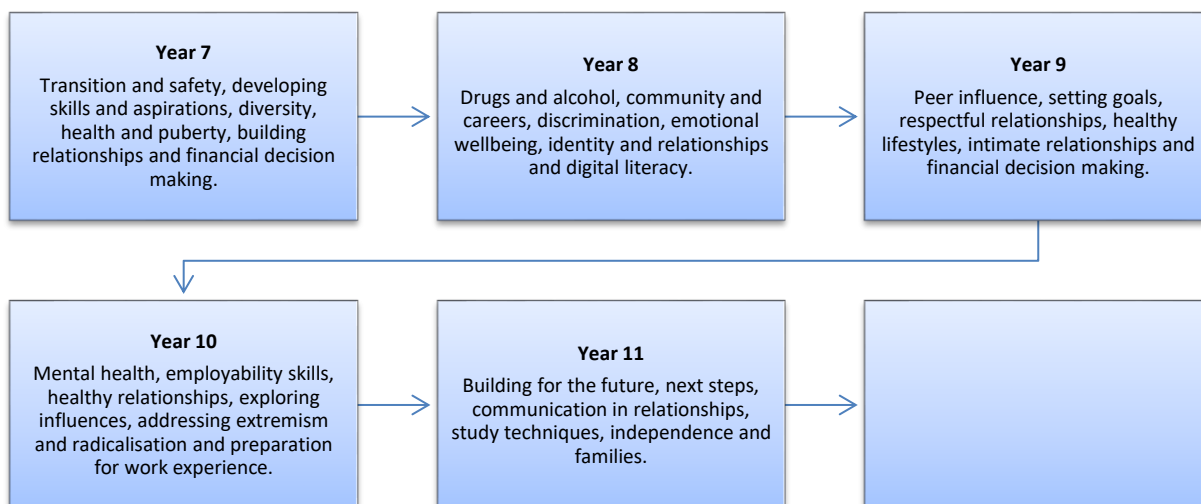 Year 7
Transition and safety, developing
skills and aspirations, diversity,
health and puberty, building
relationships and financial decision
making.
Year 8
Drugs and alcohol, community and
careers, discrimination, emotional
wellbeing, identity and relationships
and digital literacy.
Year 9
Peer influence, setting goals,
respectful relationships, healthy
lifestyles, intimate relationships and
financial decision making.
Year 10
Mental health, employability skills,
healthy relationships, exploring
influences, addressing extremism
and radicalisation and preparation
for work experience.
Year 11
Building for the future, next steps,
communication in relationships,
study techniques, independence and
families.